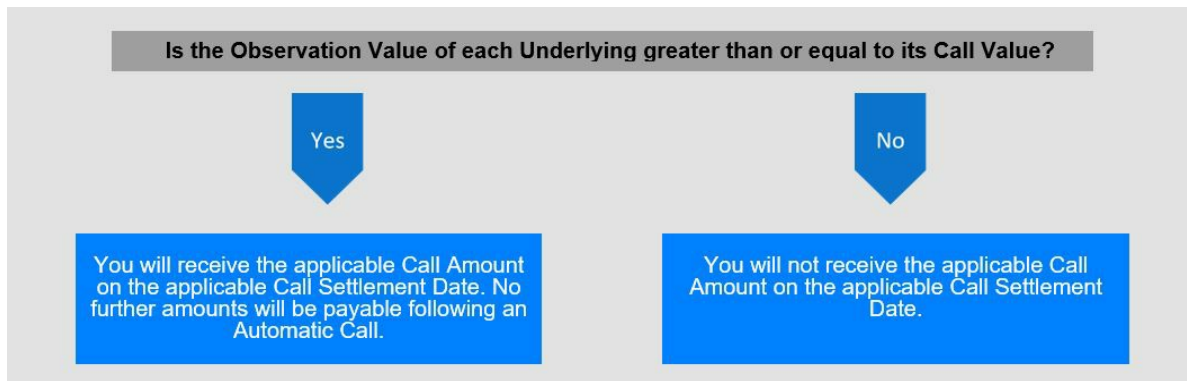 Is the Observation Value of each Underlying greater than or equal to its Call Value?
Yes
No
You will receive the applicable Call Amount
on the applicable Call Settlement Date. No
further amounts will be payable following an
Automatic Call.
You will not receive the applicable Call
Amount on the applicable Call Settlement
Date.